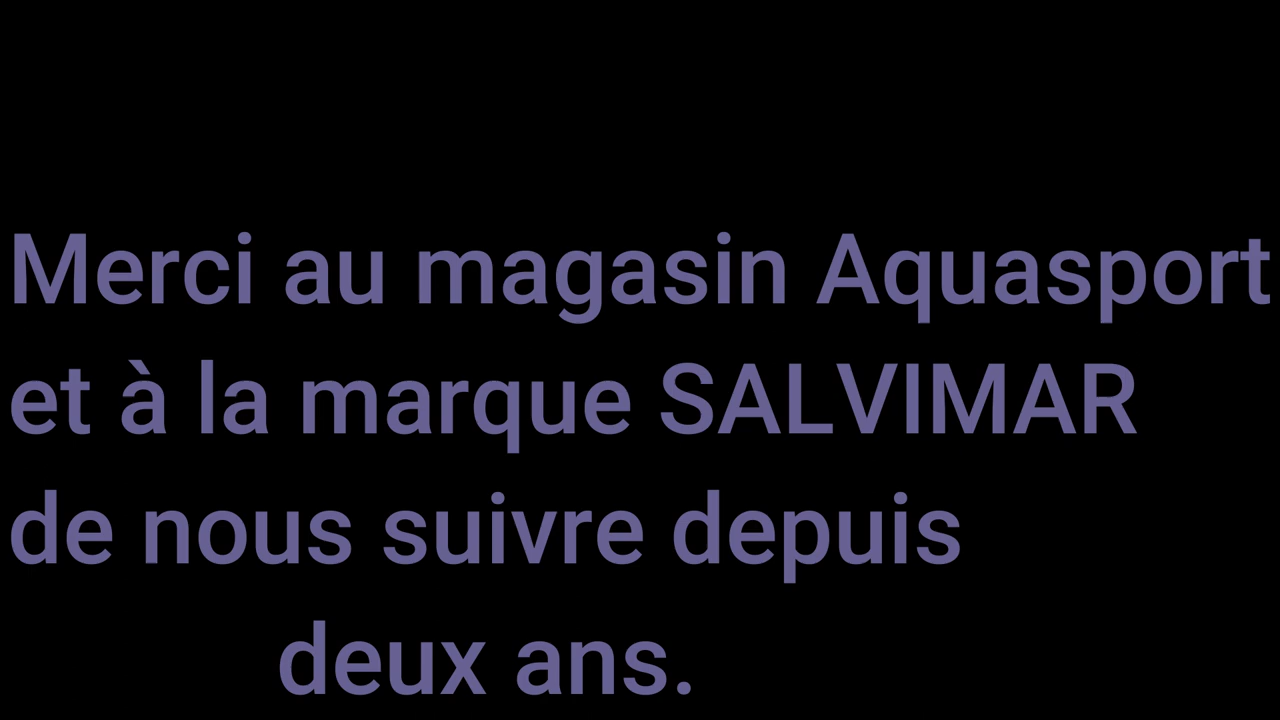 Merci au magasin Aquasport
et à la marque SALVIMAR
de nous suivre depuis
deux ans.